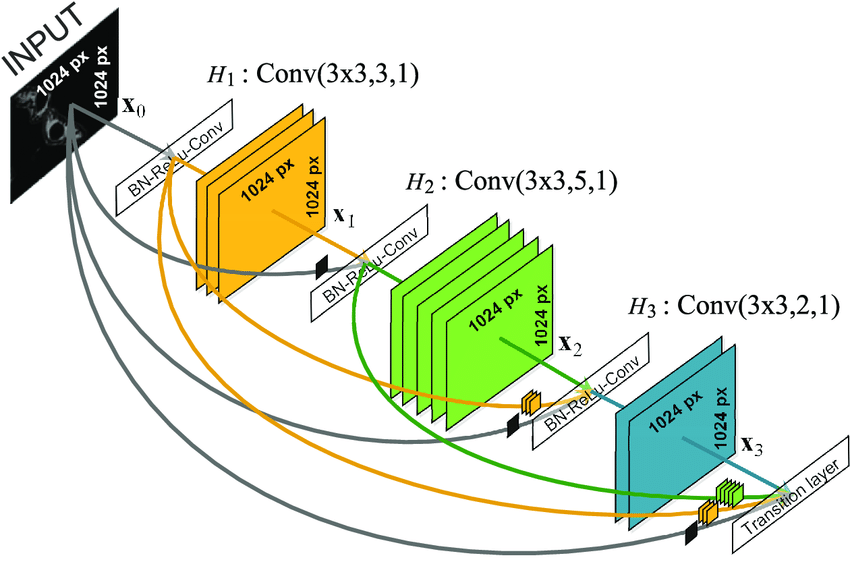 INPUT
1024 px
1024 px
x0
BN-ReLu-Conv
H1 : Conv(3x3,3,1)
1024 px
1024 px
x1
BN-ReLu-Conv
H2 : Conv(3x3,5,1)
1024 px
1024 px
x2
BN-ReLu-Conv
H3 : Conv(3x3,2,1)
1024 px
1024 px
x3
Transition layer